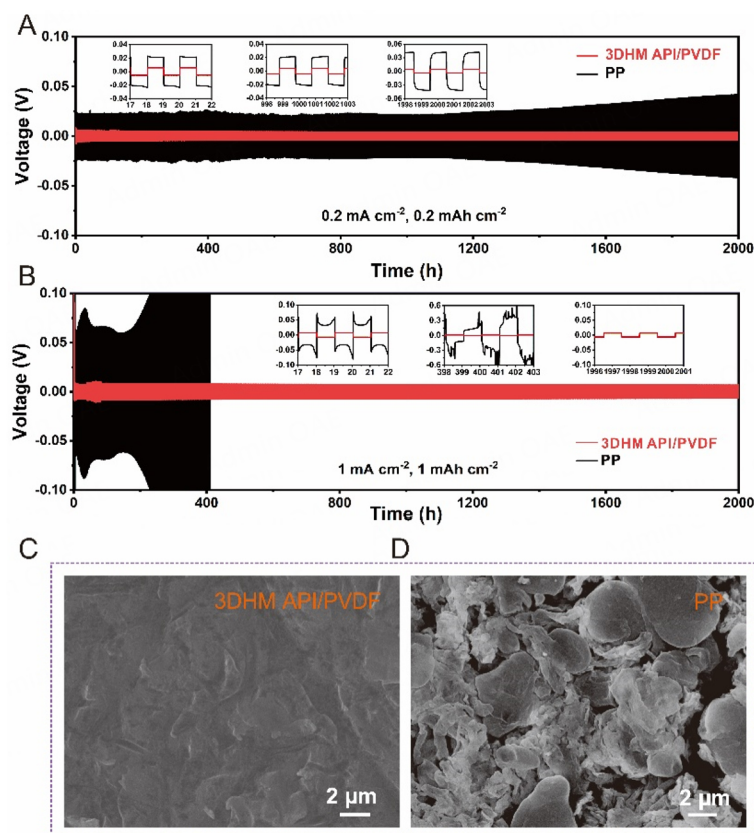 A
0.10
0.05
0.00
-0.05
-0.10
Voltage (V)
0.04
0.02
0.00
-0.02
-0.04
17 18 19 20 21 22
0.04
0.02
0.00
-0.02
-0.04
998 999 1000 1001 1002 1003
0.06
0.03
0.00
-0.03
-0.06
1998 1999 2000 2001 2002 2003
3DHM API/PVDF
PP
0.2 mA cm-2, 0.2 mAh cm-2
0 400 800 1200 1600 2000
Time (h)
B
0.10
0.05
0.00
-0.05
-0.10
Voltage (V)
0.10
0.05
0.00
-0.05
-0.10
17 18 19 20 21 22
0.6
0.3
0.0
-0.3
-0.6
398 399 400 401 402 403
0.10
0.05
0.00
-0.05
-0.10
1996 1997 1998 1999 2000 2001
3DHM API/PVDF
PP
1 mA cm-2, 1 mAh cm-2
0 400 800 1200 1600 2000
Time (h)
C
3DHM API/PVDF
2 μm
D
PP
2 μm